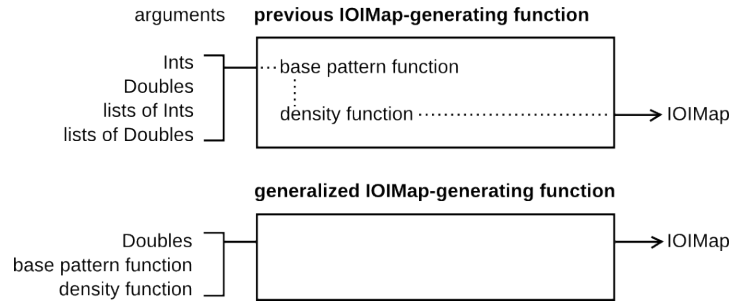 arguments previous IOIMap-generating function
Ints
base pattern function
Doubles
lists of Ints
density function IOIMap
lists of Doubles
generalized IOIMap-generating function
Doubles IOIMap
base pattern function
density function